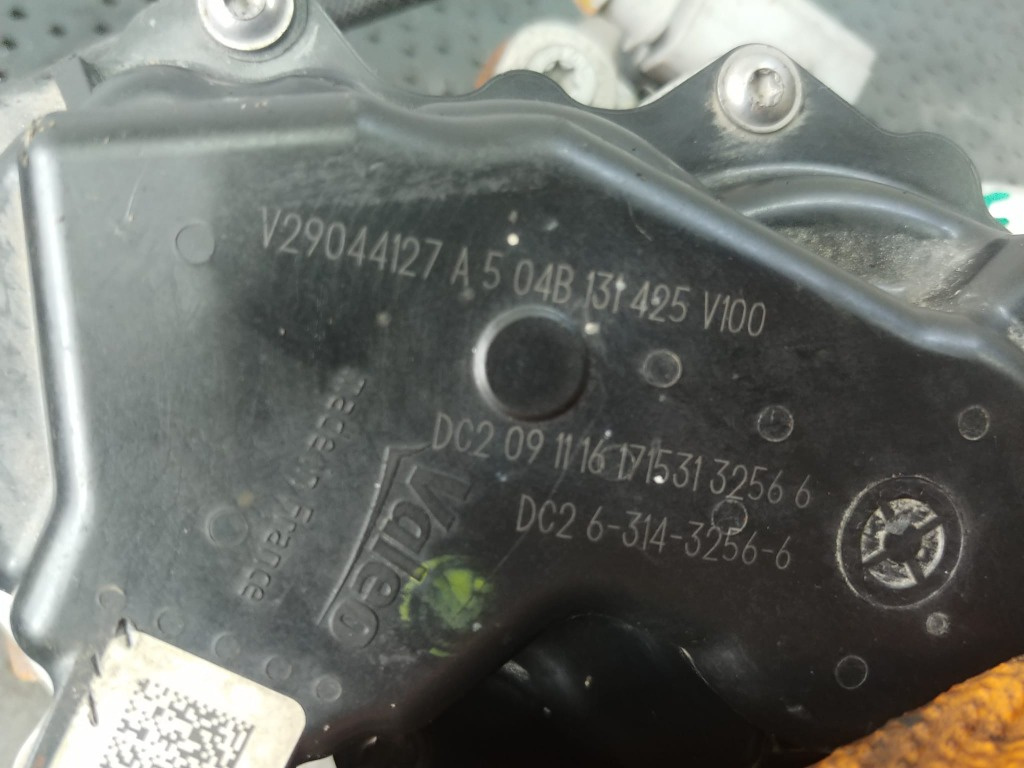 V29044127 A 5 04B 131 425 V100
DC2 09 11/16 171531 3256 6
DC2 6-314-3256-6
Valeo
Made in France